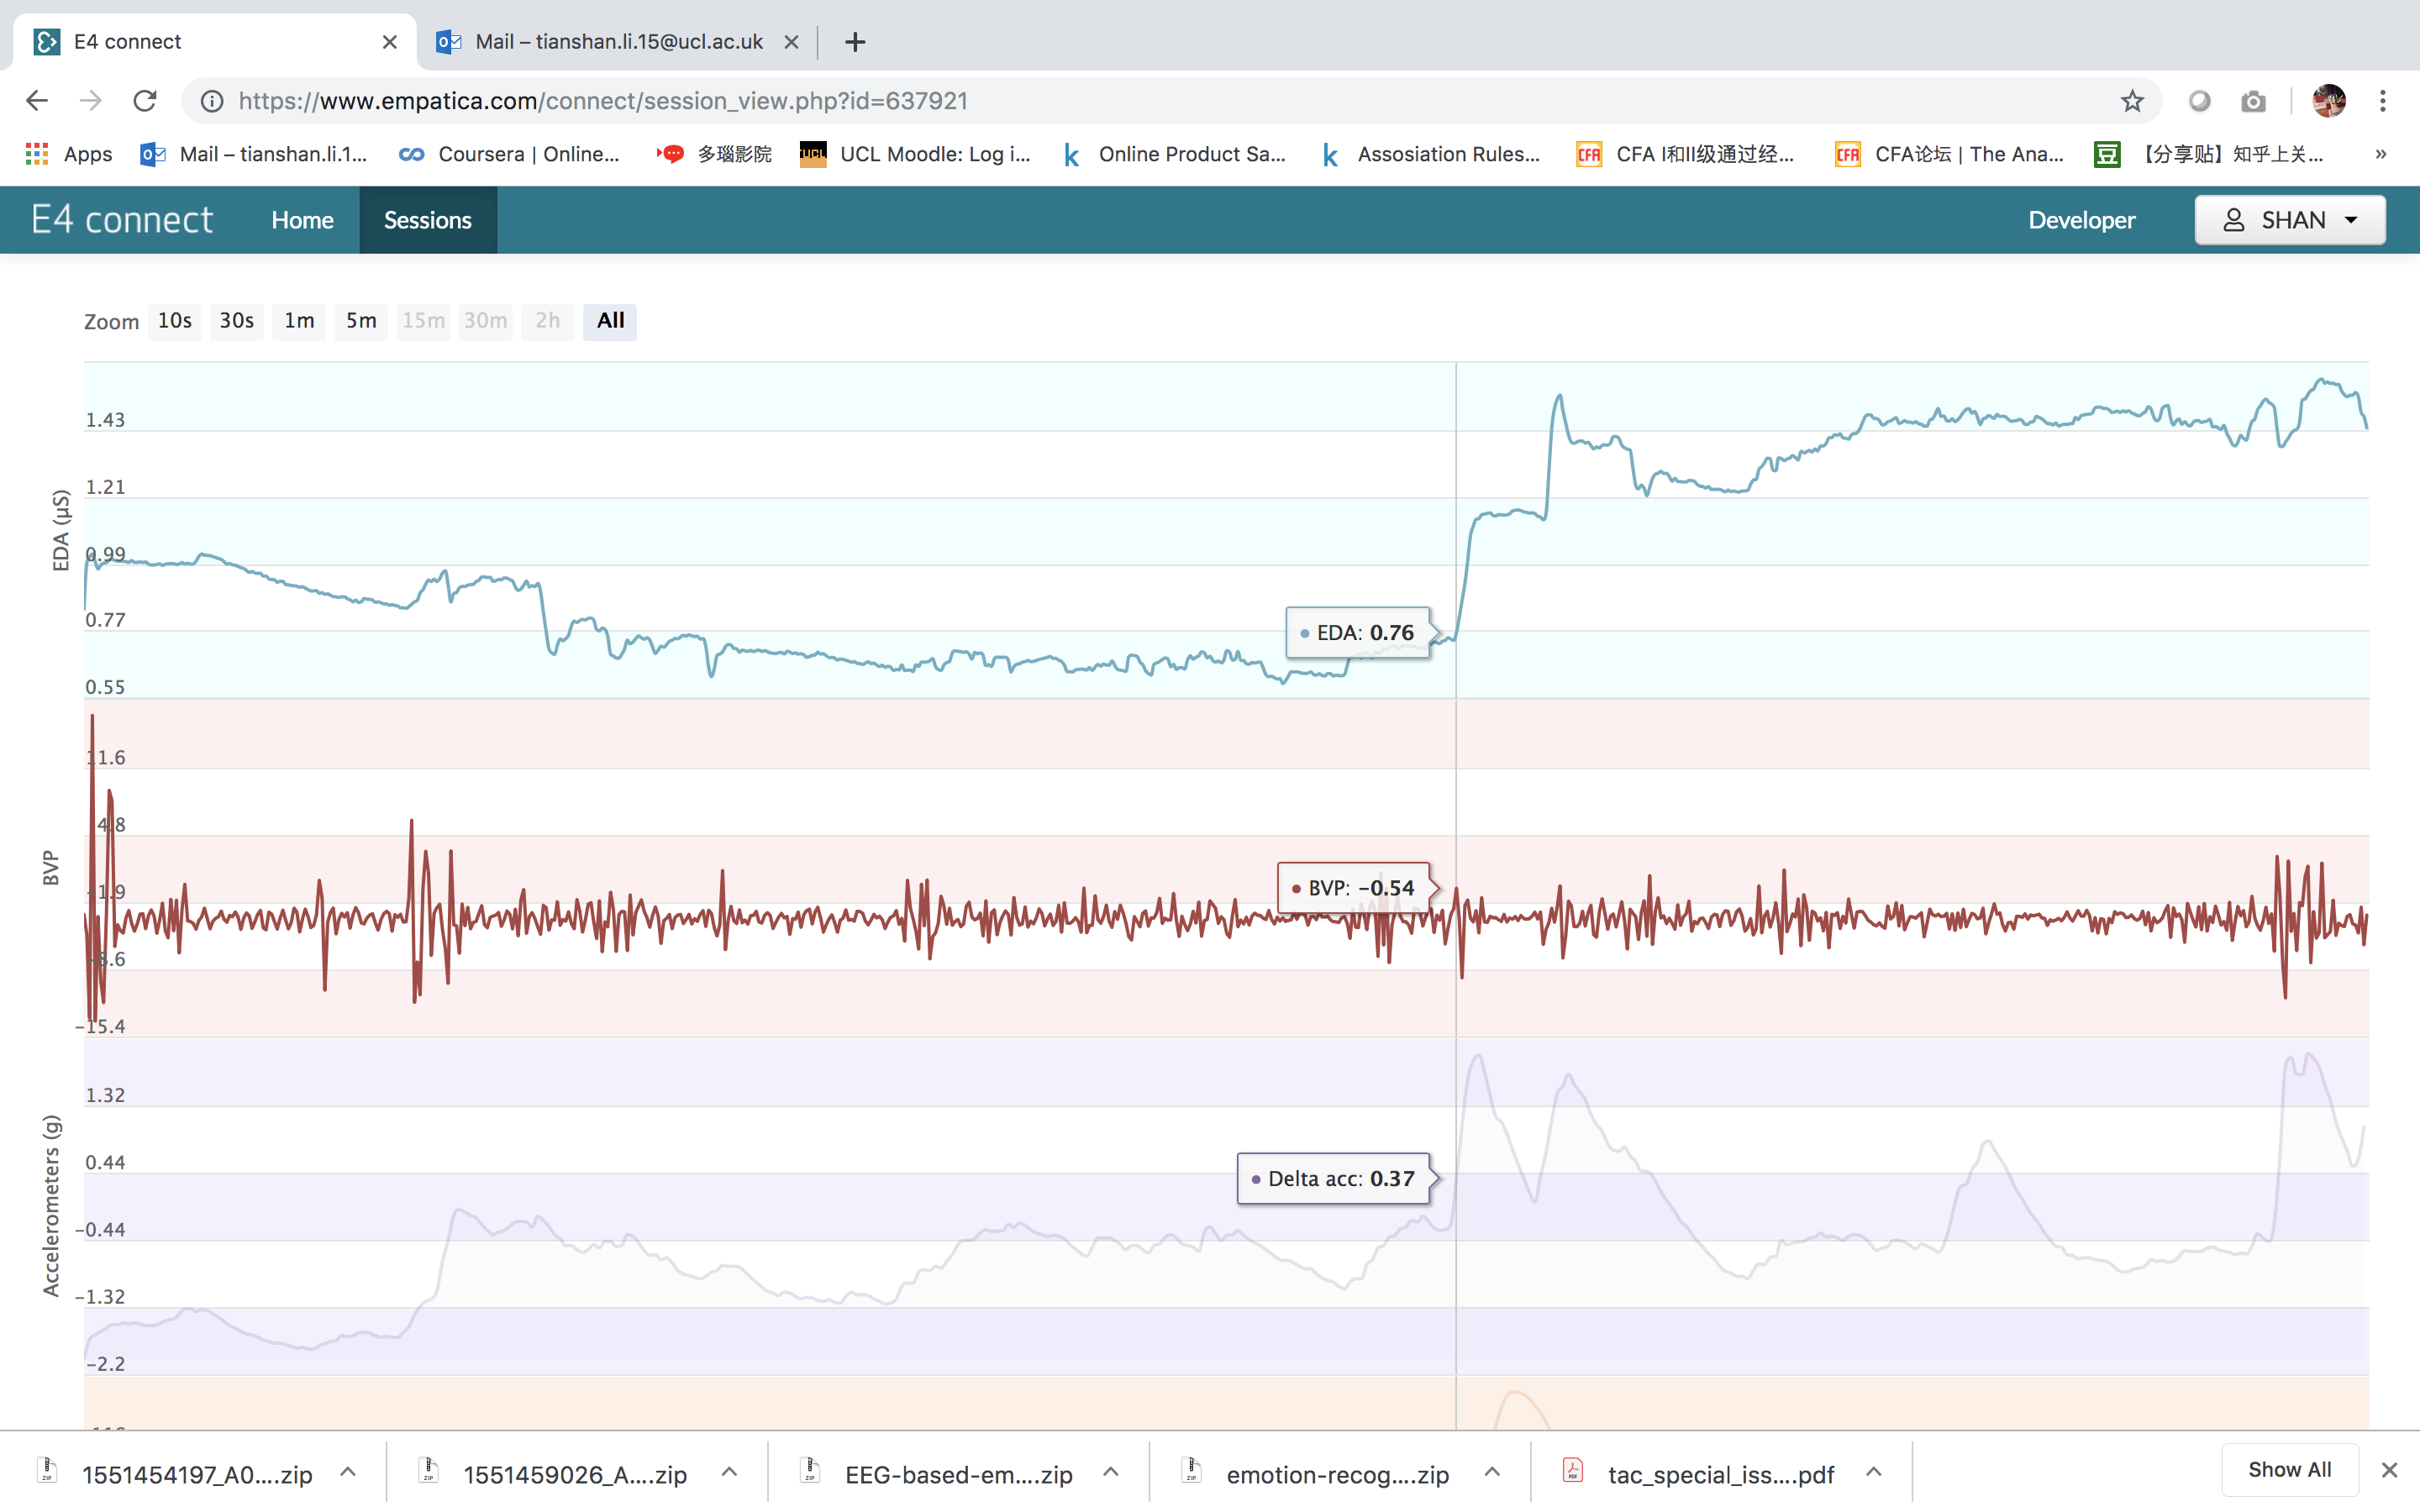 E4 connect
Mail – tianshan.li.15@ucl.ac.uk
https://www.empatica.com/connect/session_view.php?id=637921
Apps
Mail – tianshan.li.1...
Coursera | Online...
多瑙影院
UCL Moodle: Log i...
Online Product Sa...
Assosiation Rules...
CFA I和II级通过经...
CFA论坛 | The Ana...
【分享贴】知乎上关...
»
E4 connect
Home
Sessions
Developer
SHAN
Zoom 10s 30s 1m 5m 15m 30m 2h All
EDA (μS)
1.43
1.21
0.99
0.77
0.55
EDA: 0.76
BVP
11.6
4.8
-1.9
-8.6
-15.4
BVP: -0.54
Accelerometers (g)
1.32
0.44
-0.44
-1.32
-2.2
Delta acc: 0.37
1551454197_A0....zip
1551459026_A....zip
EEG-based-em....zip
emotion-recog....zip
tac_special_iss....pdf
Show All